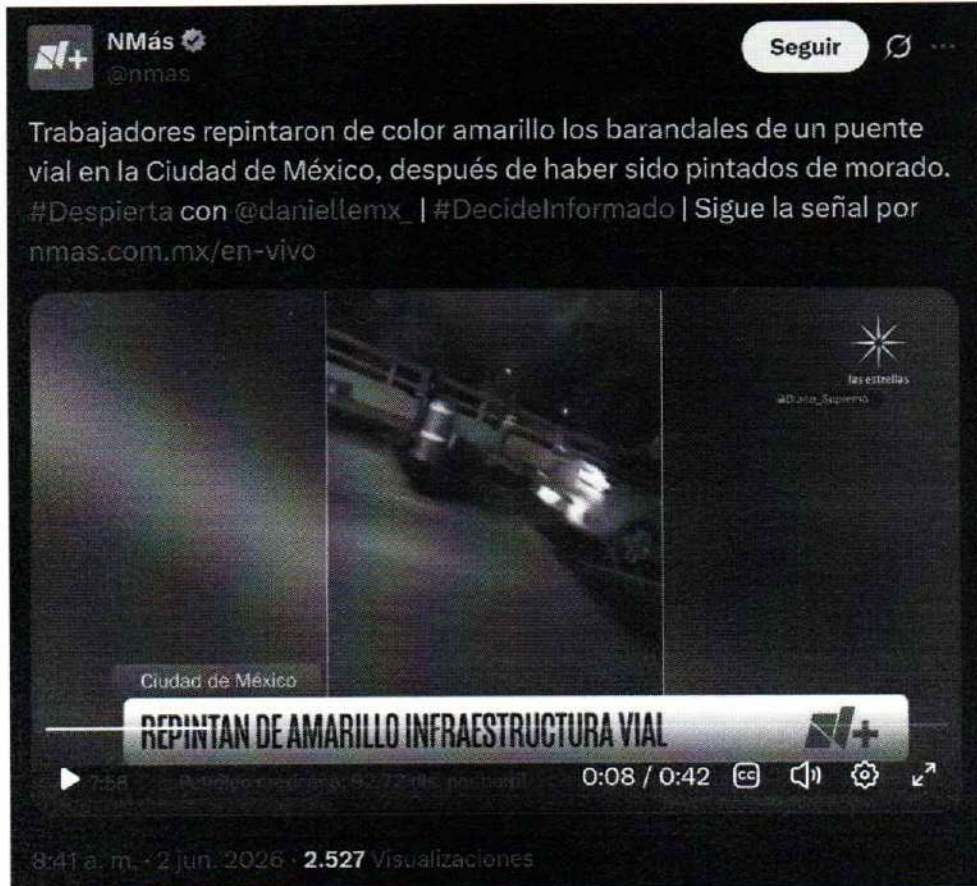 NMás
@nmas
Seguir
Trabajadores repintaron de color amarillo los barandales de un puente
vial en la Ciudad de México, después de haber sido pintados de morado.
#Despierta con @daniellemx_ | #DecideInformado | Sigue la señal por
nmas.com.mx/en-vivo
las estrellas
Ciudad de México
REPINTAN DE AMARILLO INFRAESTRUCTURA VIAL
N+
7:58
0:08 / 0:42
CC
8:41 a. m. · 2 jun. 2026 · 2.527 Visualizaciones